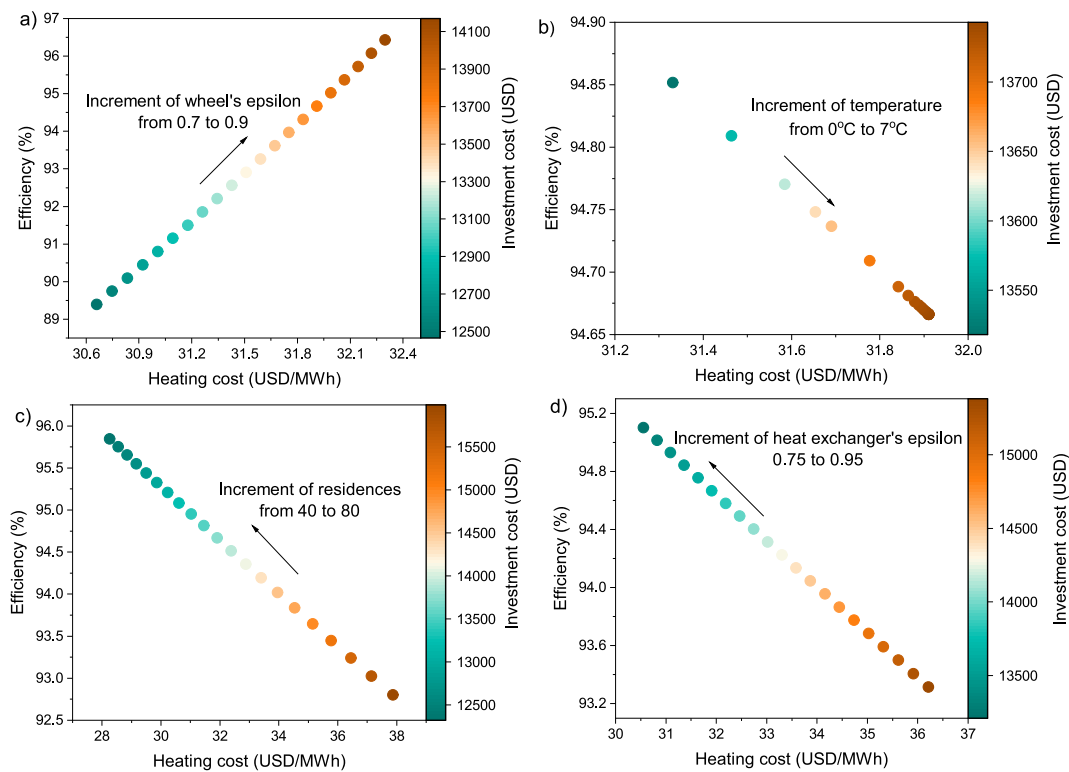 a)
97
96
95
94
93
92
91
90
89
Efficiency (%)
Increment of wheel's epsilon
from 0.7 to 0.9
30.6 30.9 31.2 31.5 31.8 32.1 32.4
Heating cost (USD/MWh)
14100
13900
13700
13500
13300
13100
12900
12700
12500
Investment cost (USD)
b)
94.90
94.85
94.80
94.75
94.70
94.65
Efficiency (%)
Increment of temperature
from 0°C to 7°C
31.2 31.4 31.6 31.8 32.0
Heating cost (USD/MWh)
13700
13650
13600
13550
Investment cost (USD)
c)
96.0
95.5
95.0
94.5
94.0
93.5
93.0
92.5
Efficiency (%)
Increment of residences
from 40 to 80
28 30 32 34 36 38
Heating cost (USD/MWh)
15500
15000
14500
14000
13500
13000
12500
Investment cost (USD)
d)
95.2
94.8
94.4
94.0
93.6
93.2
Efficiency (%)
Increment of heat exchanger's epsilon
0.75 to 0.95
30 31 32 33 34 35 36 37
Heating cost (USD/MWh)
15000
14500
14000
13500
Investment cost (USD)